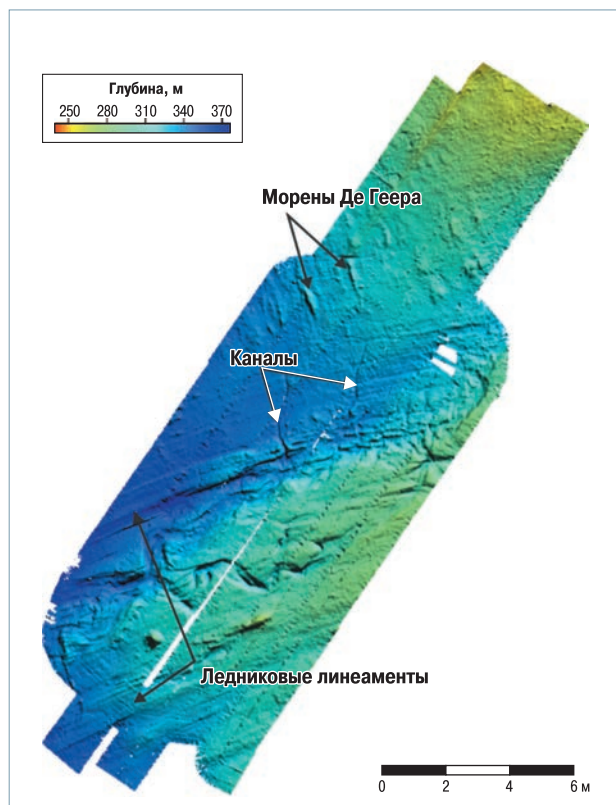 Глубина, м
250 280 310 340 370
Морены Де Геера
Каналы
Ледниковые линеаменты
0 2 4 6 м